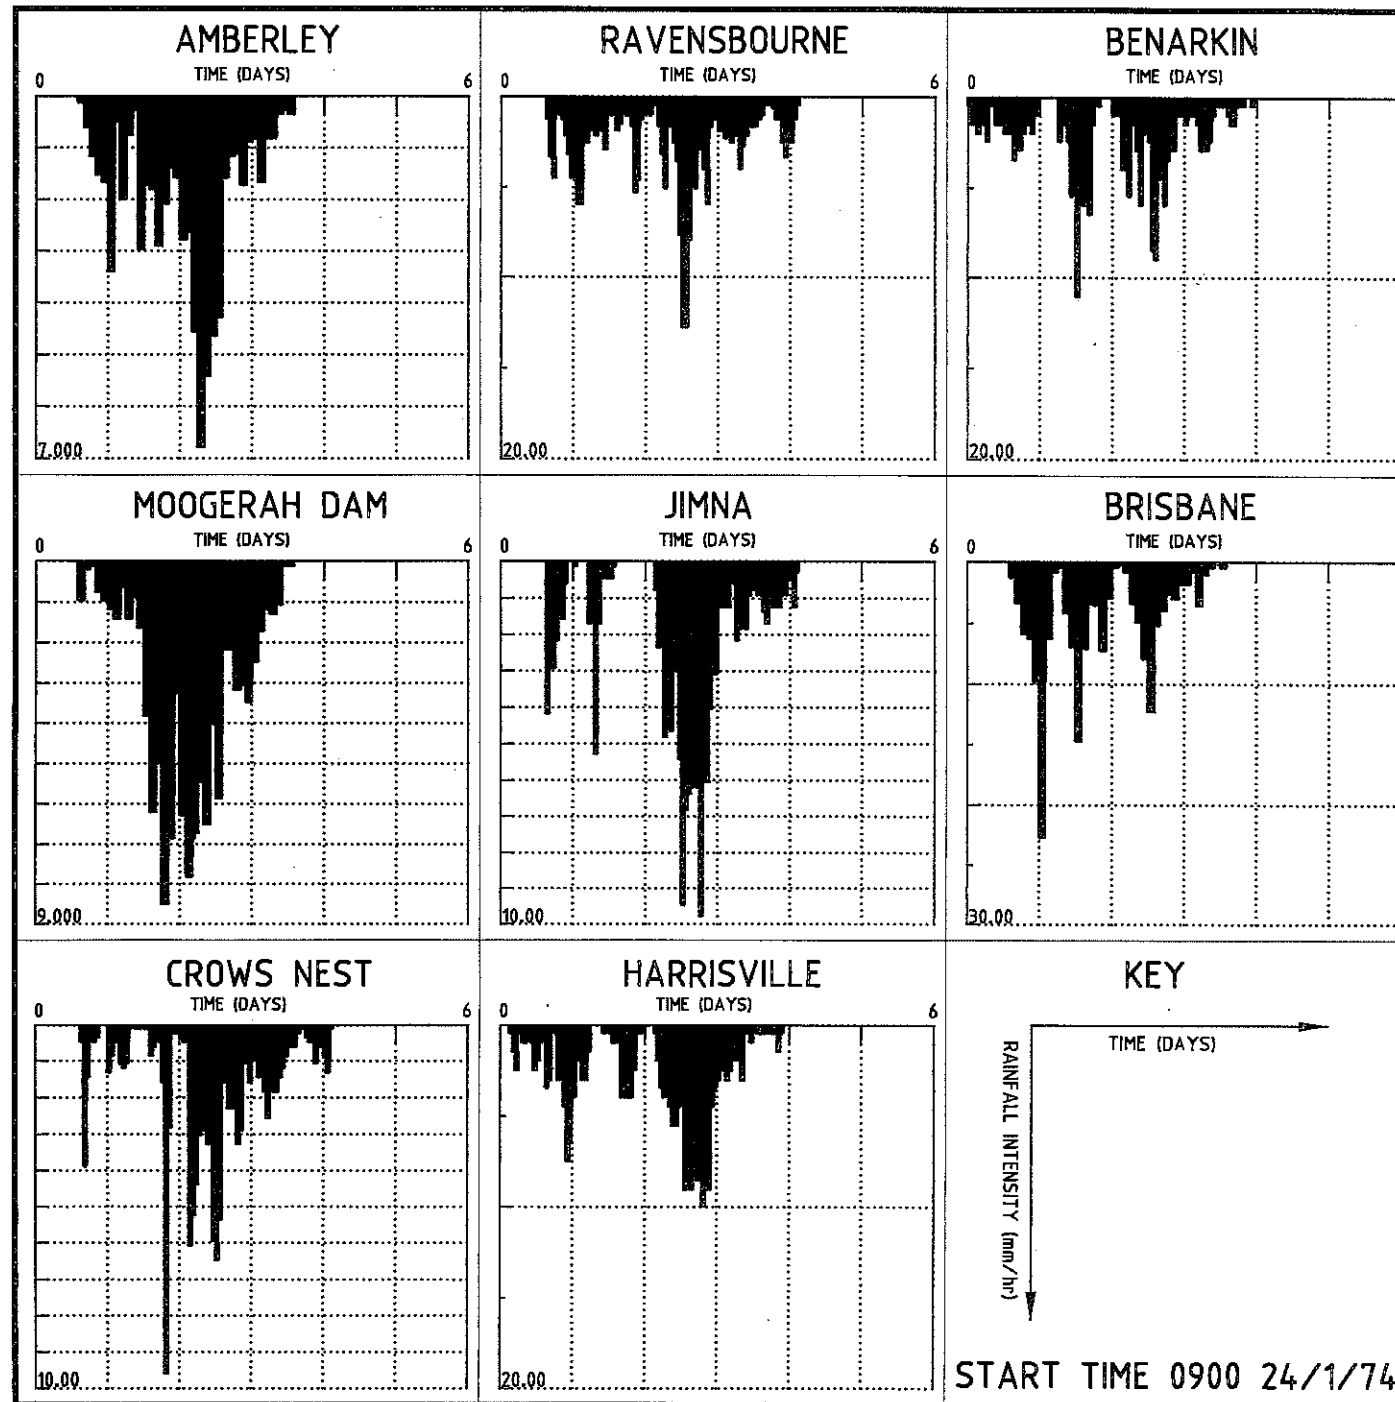 AMBERLEY
TIME (DAYS)
0 6
7.000
RAVENSBOURNE
TIME (DAYS)
0 6
20.00
BENARKIN
TIME (DAYS)
0
20.00
MOOGERAH DAM
TIME (DAYS)
0 6
9.000
JIMNA
TIME (DAYS)
0 6
10.00
BRISBANE
TIME (DAYS)
0
30.00
CROWS NEST
TIME (DAYS)
0 6
10.00
HARRISVILLE
TIME (DAYS)
0 6
20.00
KEY
TIME (DAYS)
RAINFALL INTENSITY (mm/hr)
START TIME 0900 24/1/74